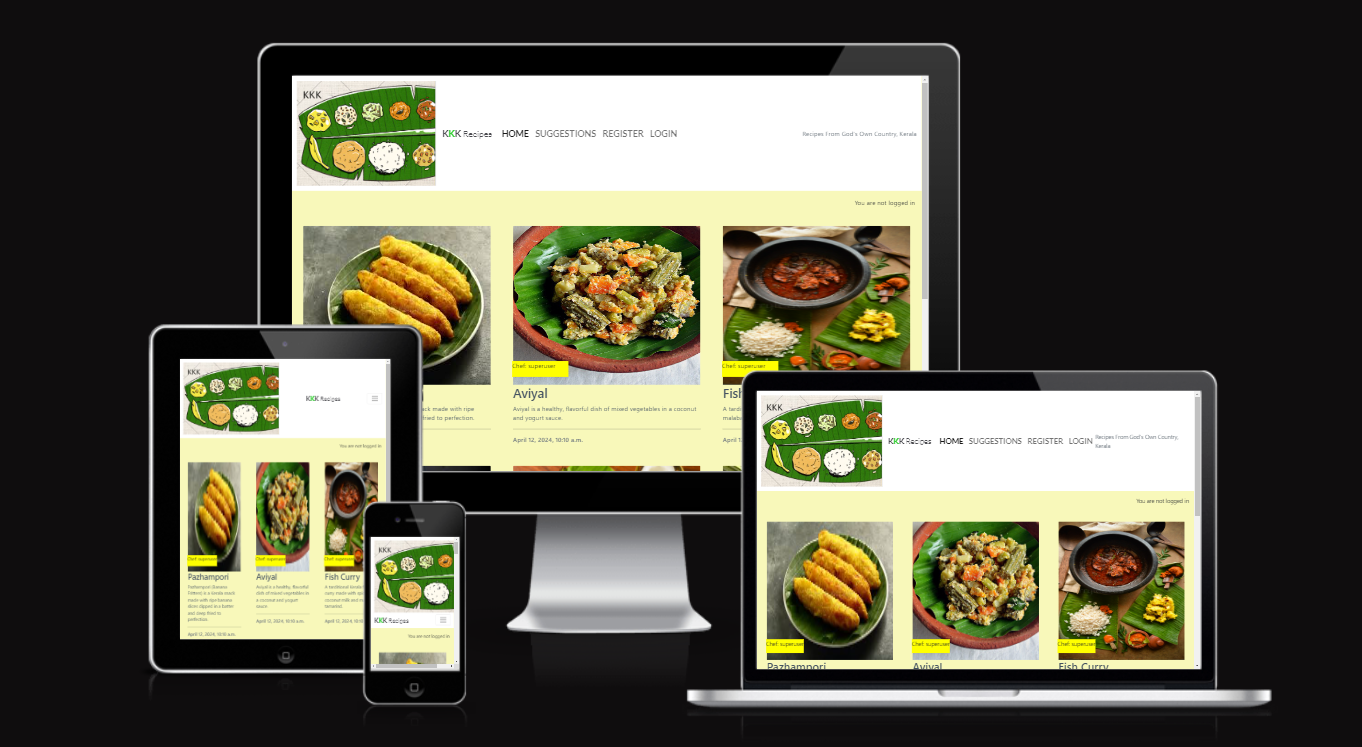 KKK
KKK Recipes HOME SUGGESTIONS REGISTER LOGIN
Recipes From God's Own Country, Kerala
You are not logged in
Chef: superuser
Chef: superuser
Aviyal
Fish
ack made with ripe
fried to perfection.
Aviyal is a healthy, flavorful dish of mixed vegetables in a coconut
and yogurt sauce.
April 12, 2024, 10:10 a.m.
KKK
KKK Recipes
You are not logged in
Chef: superuser
Chef: superuser
Chef: superuser
Pazhampori
Aviyal
Fish Curry
Pazhampori (Banana
Fritters) is a Kerala snack
made with ripe banana
slices dipped in a batter
and deep fried to
perfection.
Aviyal is a healthy, flavorful
dish of mixed vegetables in
a coconut and yogurt
sauce.
April 12, 2024, 10:10 a.m.
April 12, 2024, 10:10 a.m.
KKK
KKK Recipes
You are not logged in
KKK
KKK Recipes HOME SUGGESTIONS REGISTER LOGIN
Recipes From God's Own Country,
Kerala
You are not logged in
Chef: superuser
Chef: superuser
Chef: superuser
Pazhampori
Aviyal
Fish Curry